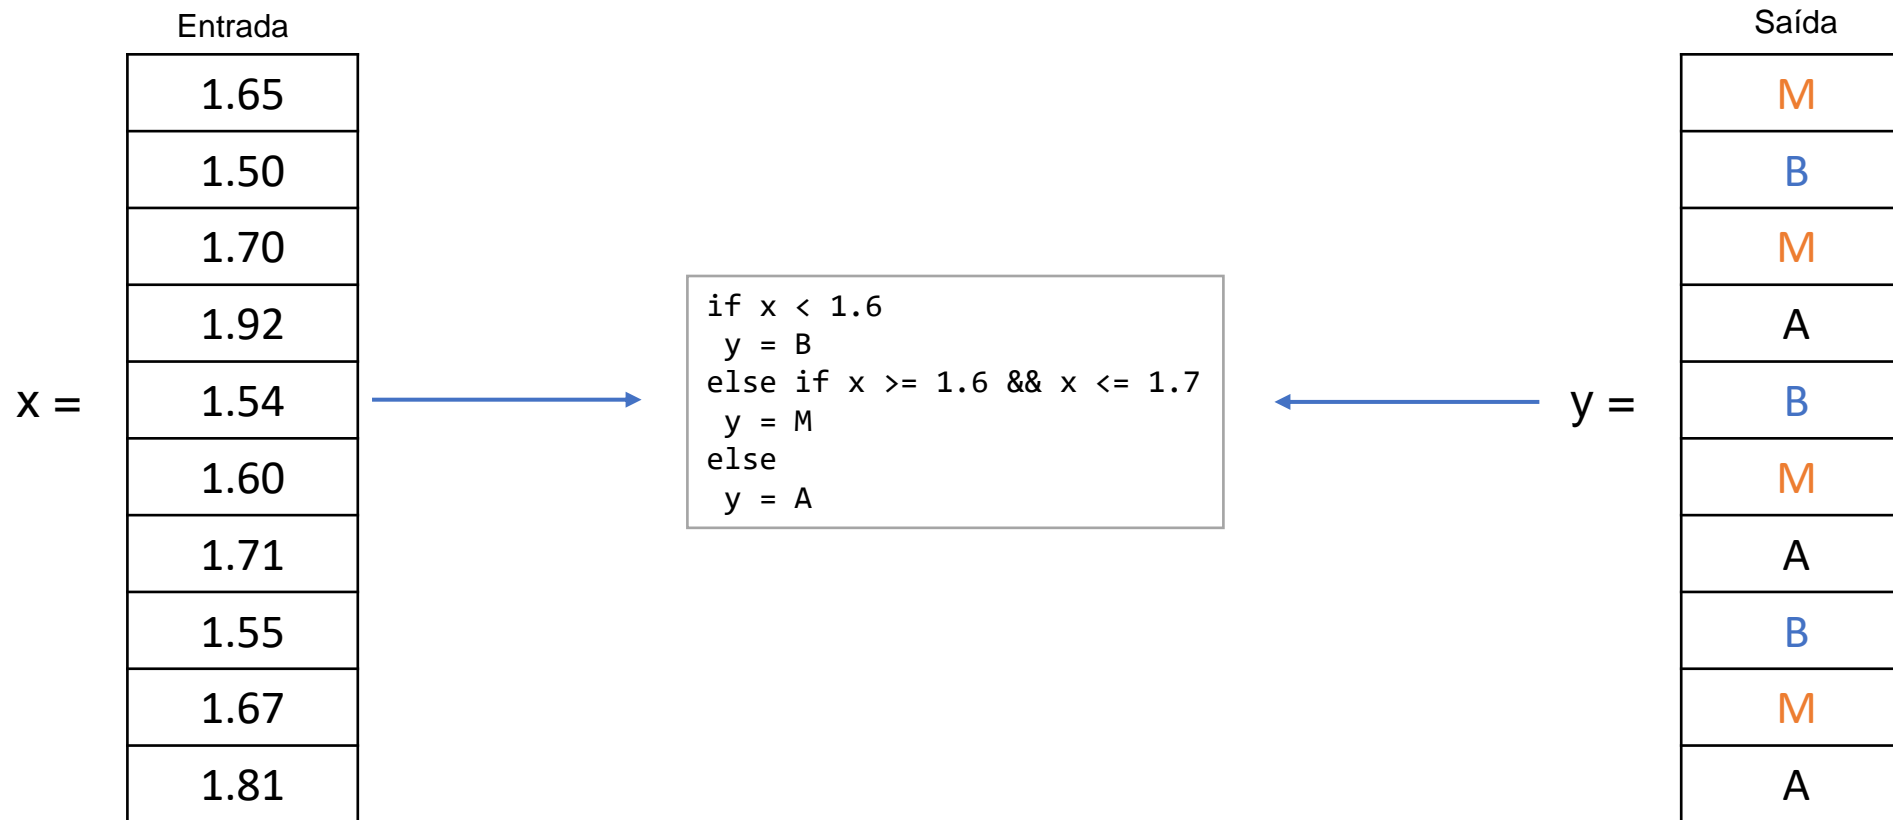 Entrada
Saída
x =
1.65
1.50
1.70
1.92
1.54
1.60
1.71
1.55
1.67
1.81
if x < 1.6
 y = B
else if x >= 1.6 && x <= 1.7
 y = M
else
 y = A
y =
M
B
M
A
B
M
A
B
M
A